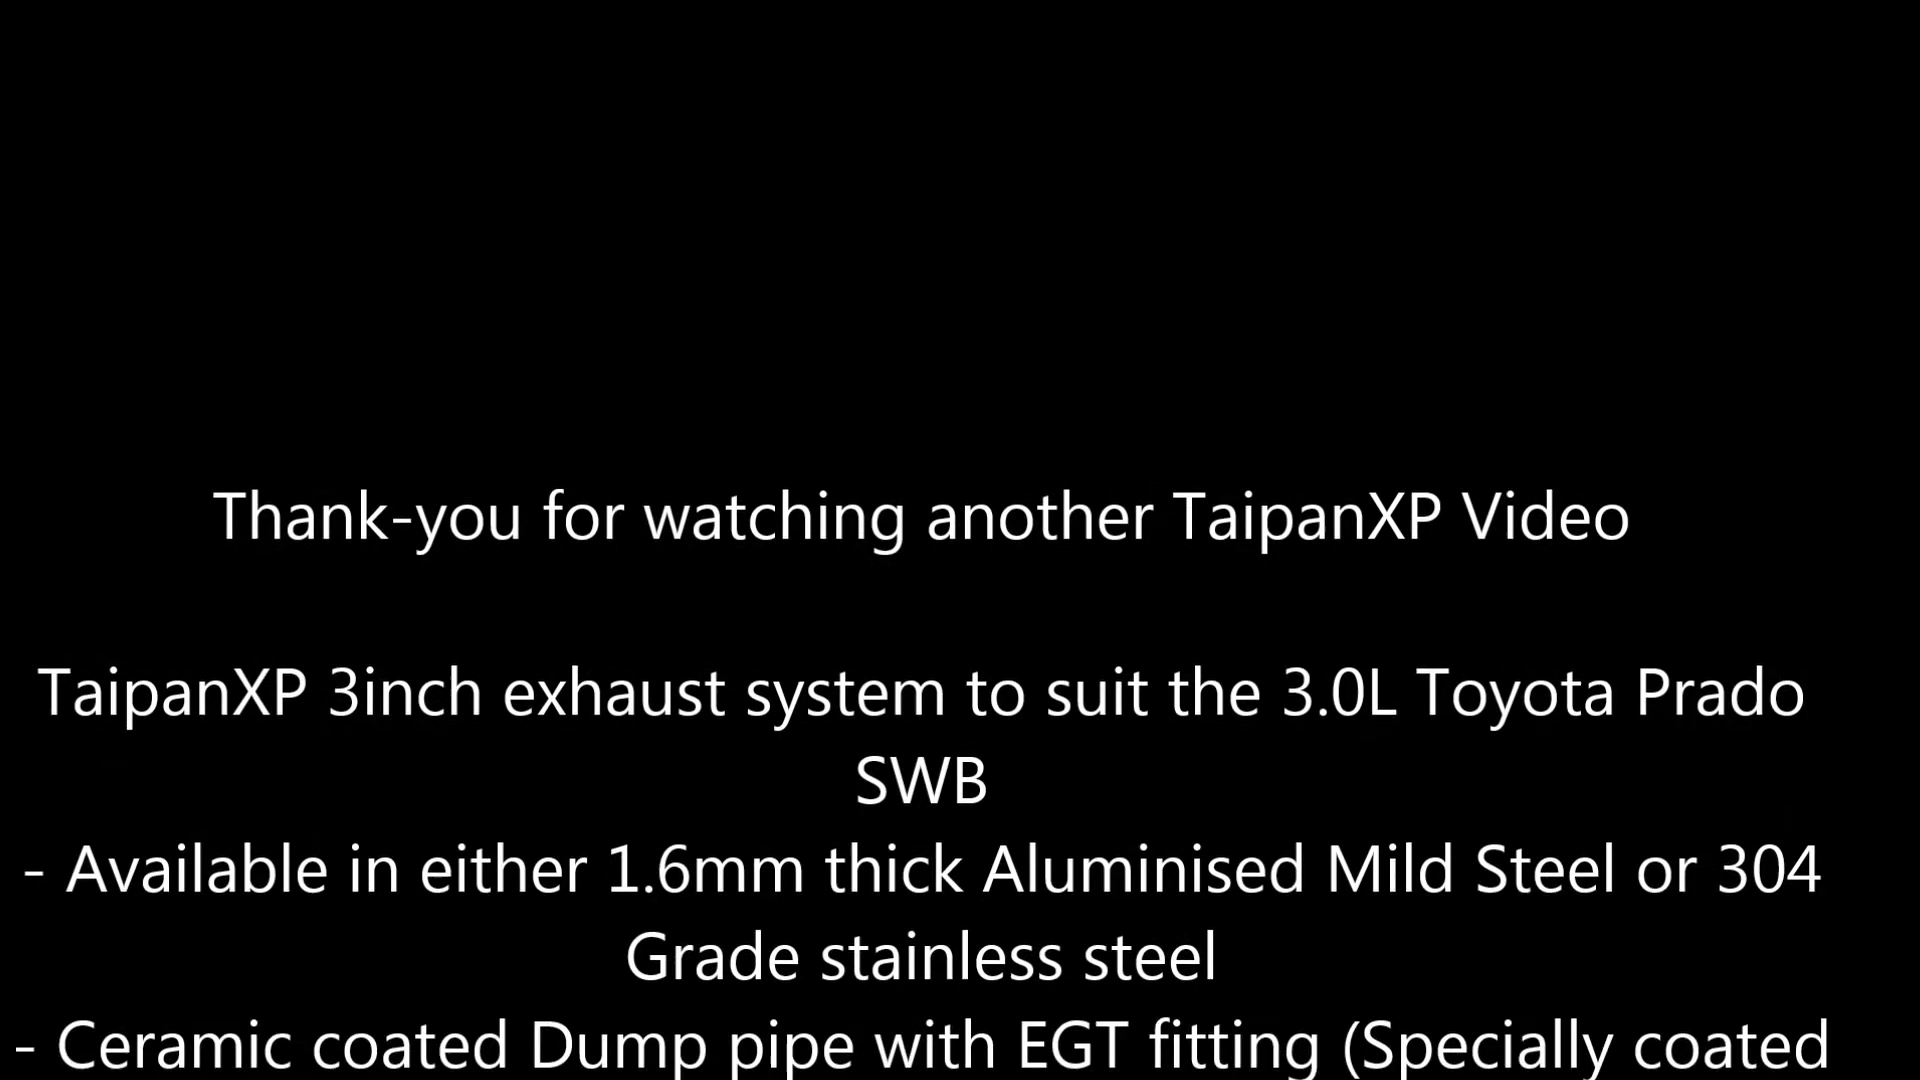 Thank-you for watching another TaipanXP Video
TaipanXP 3inch exhaust system to suit the 3.0L Toyota Prado
SWB
- Available in either 1.6mm thick Aluminised Mild Steel or 304
Grade stainless steel
- Ceramic coated Dump pipe with EGT fitting (Specially coated